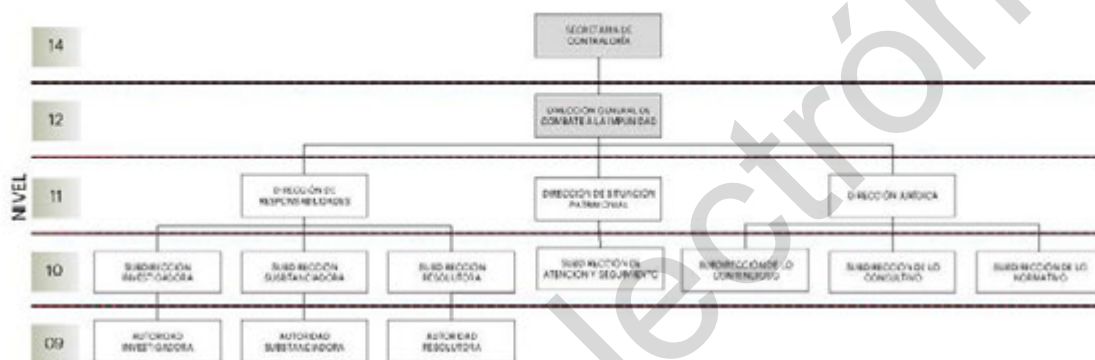 14
SECRETARÍA DE
CONTRALORÍA
12
DIRECCIÓN GENERAL DE
COMBATE A LA IMPUNIDAD
NIVEL
11
DIRECCIÓN DE
RESPONSABILIDADES
DIRECCIÓN DE SITUACIÓN
PATRIMONIAL
DIRECCIÓN JURÍDICA
10
SUBDIRECCIÓN
INVESTIGADORA
SUBDIRECCIÓN
SUBSTANCIADORA
SUBDIRECCIÓN
RESOLUTORA
SUBDIRECCIÓN DE
ATENCIÓN Y SEGUIMIENTO
SUBDIRECCIÓN DE LO
CONTENCIOSO
SUBDIRECCIÓN DE LO
CONSULTIVO
SUBDIRECCIÓN DE LO
NORMATIVO
09
AUTORIDAD
INVESTIGADORA
AUTORIDAD
SUBSTANCIADORA
AUTORIDAD
RESOLUTORA
lectrón